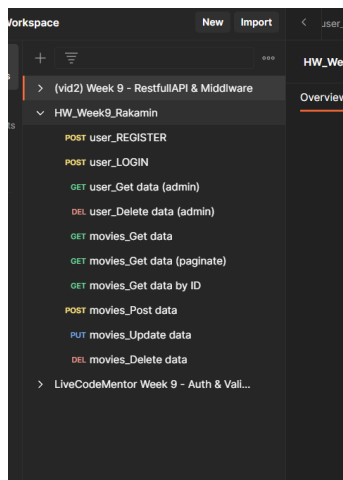 Workspace
New Import
user_
HW_We
(vid2) Week 9 - RestfullAPI & Middlware
Overview
HW_Week9_Rakamin
ts
POST user_REGISTER
POST user_LOGIN
GET user_Get data (admin)
DEL user_Delete data (admin)
GET movies_Get data
GET movies_Get data (paginate)
GET movies_Get data by ID
POST movies_Post data
PUT movies_Update data
DEL movies_Delete data
LiveCodeMentor Week 9 - Auth & Vali...